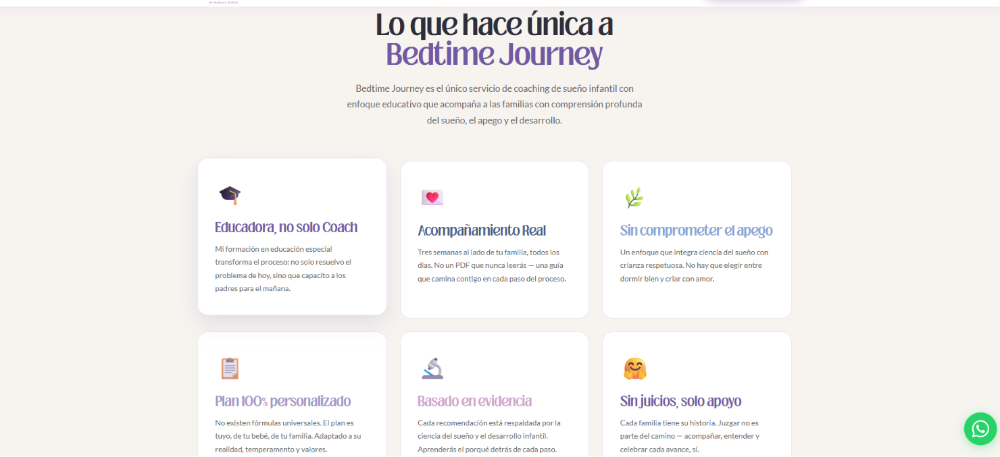 BY MARIALY MUÑOZ
Lo que hace única a
Bedtime Journey
Bedtime Journey es el único servicio de coaching de sueño infantil con
enfoque educativo que acompaña a las familias con comprensión profunda
del sueño, el apego y el desarrollo.
Educadora, no solo Coach
Mi formación en educación especial
transforma el proceso: no solo resuelvo el
problema de hoy, sino que capacito a los
padres para el mañana.
Acompañamiento Real
Tres semanas al lado de tu familia, todos los
días. No un PDF que nunca leerás — una guía
que camina contigo en cada paso del proceso.
Sin comprometer el apego
Un enfoque que integra ciencia del sueño con
crianza respetuosa. No hay que elegir entre
dormir bien y criar con amor.
Plan 100% personalizado
No existen fórmulas universales. El plan es
tuyo, de tu bebé, de tu familia. Adaptado a su
realidad, temperamento y valores.
Basado en evidencia
Cada recomendación está respaldada por la
ciencia del sueño y el desarrollo infantil.
Aprenderás el porqué detrás de cada paso.
Sin juicios, solo apoyo
Cada familia tiene su historia. Juzgar no es
parte del camino — acompañar, entender y
celebrar cada avance, sí.